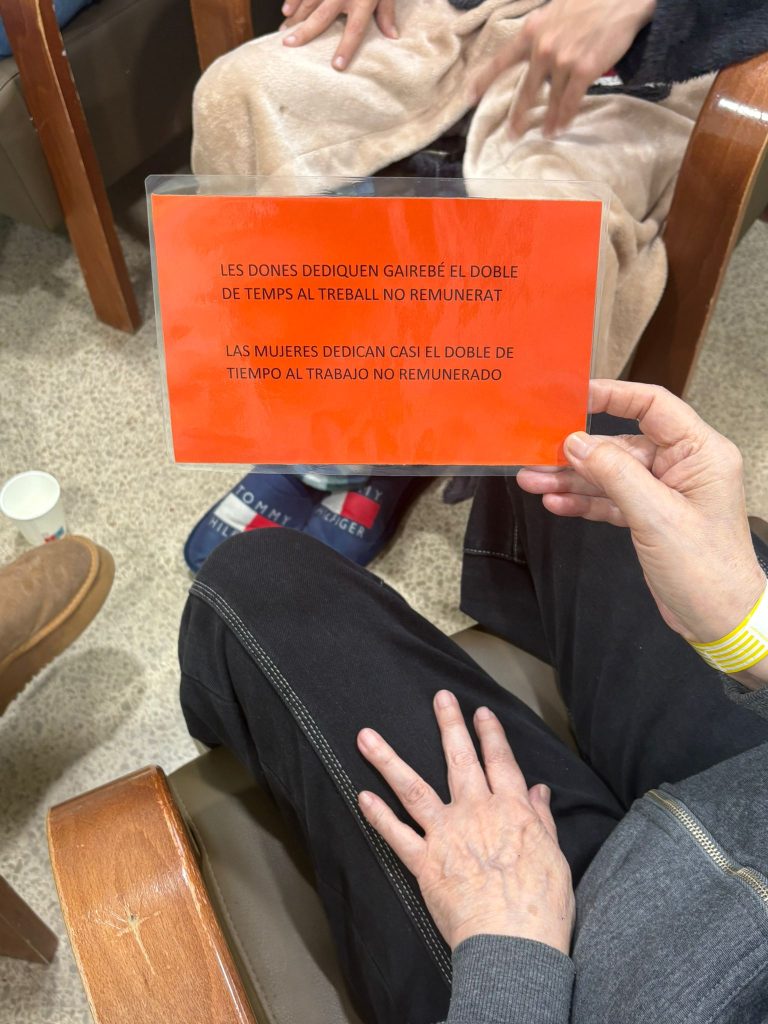 LES DONES DEDIQUEN GAIREBÉ EL DOBLE
DE TEMPS AL TREBALL NO REMUNERAT
LAS MUJERES DEDICAN CASI EL DOBLE DE
TIEMPO AL TRABAJO NO REMUNERADO
TOMMY
HILFIGER